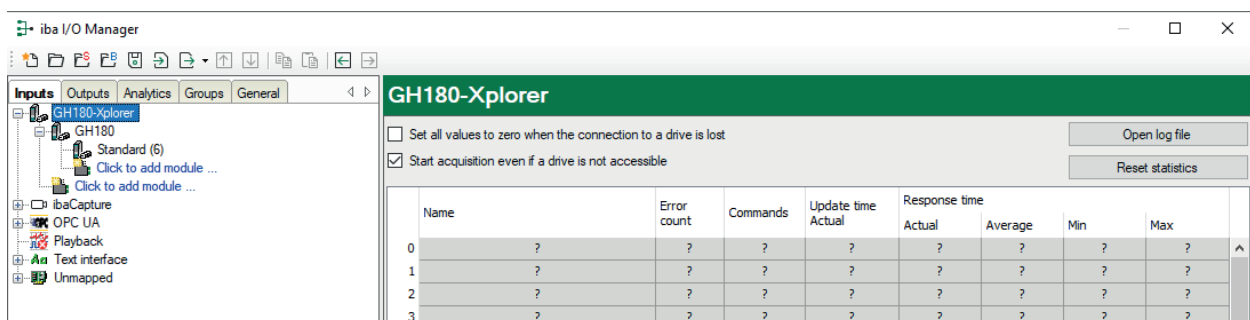 iba I/O Manager
Inputs Outputs Analytics Groups General
GH180-Xplorer
GH180
Standard (6)
Click to add module ...
Click to add module ...
ibaCapture
OPC UA
Playback
Text interface
Unmapped
GH180-Xplorer
Set all values to zero when the connection to a drive is lost
Open log file
Start acquisition even if a drive is not accessible
Reset statistics
Name Error count Commands Update time Actual Response time
Actual Average Min Max
0 ? ? ? ? ? ? ? ?
1 ? ? ? ? ? ? ? ?
2 ? ? ? ? ? ? ? ?
3 ? ? ? ? ? ? ? ?